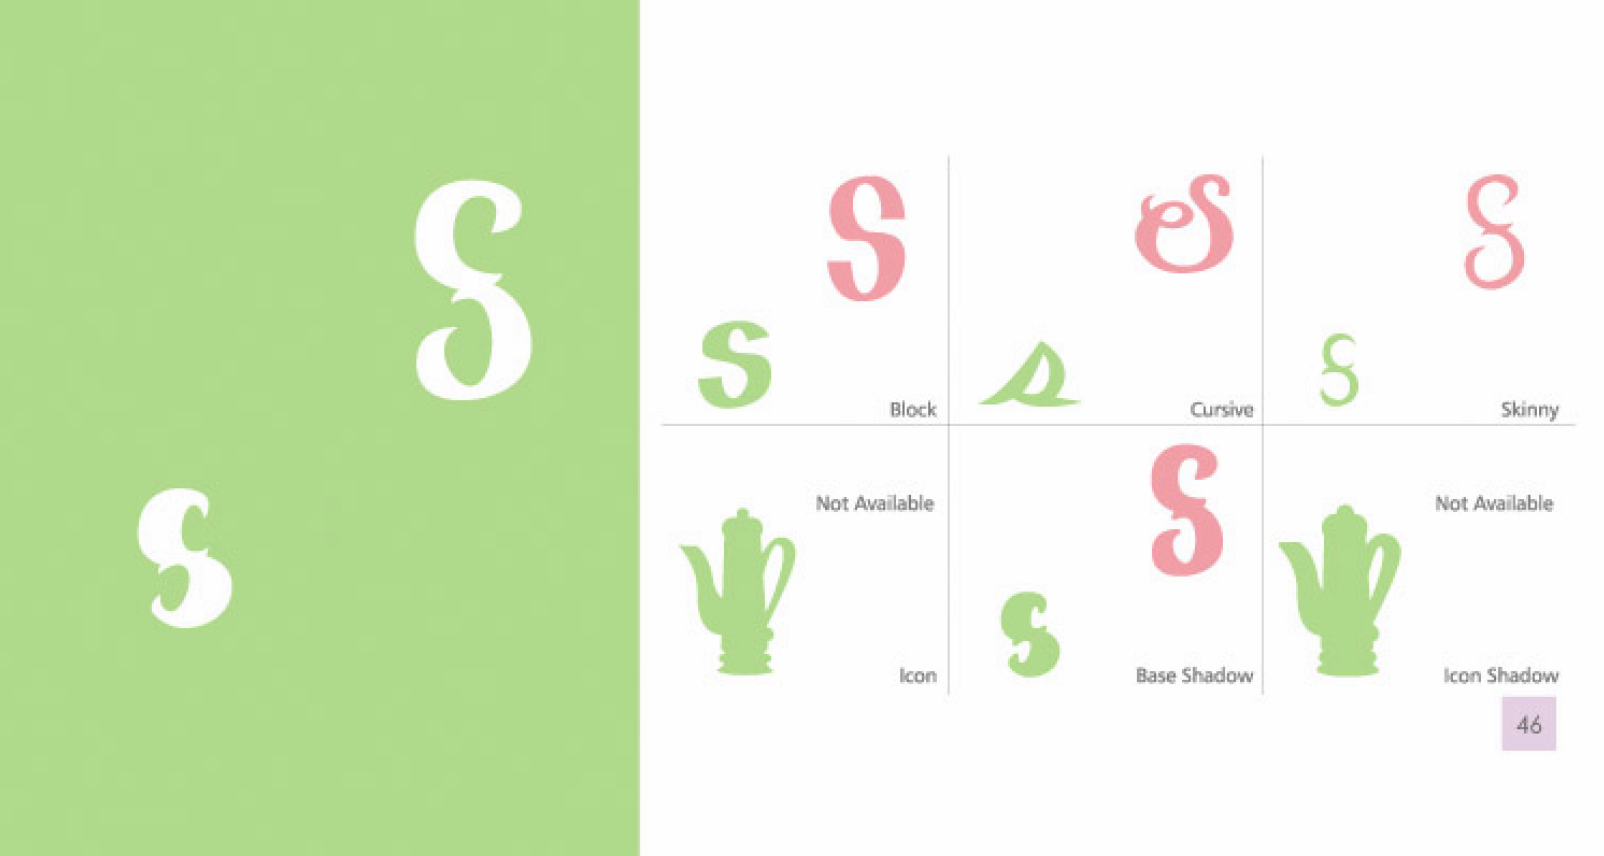 S
s
S
s
Block
S
s
Cursive
S
s
Skinny
Not Available
Icon
S
s
Base Shadow
Not Available
Icon Shadow
46